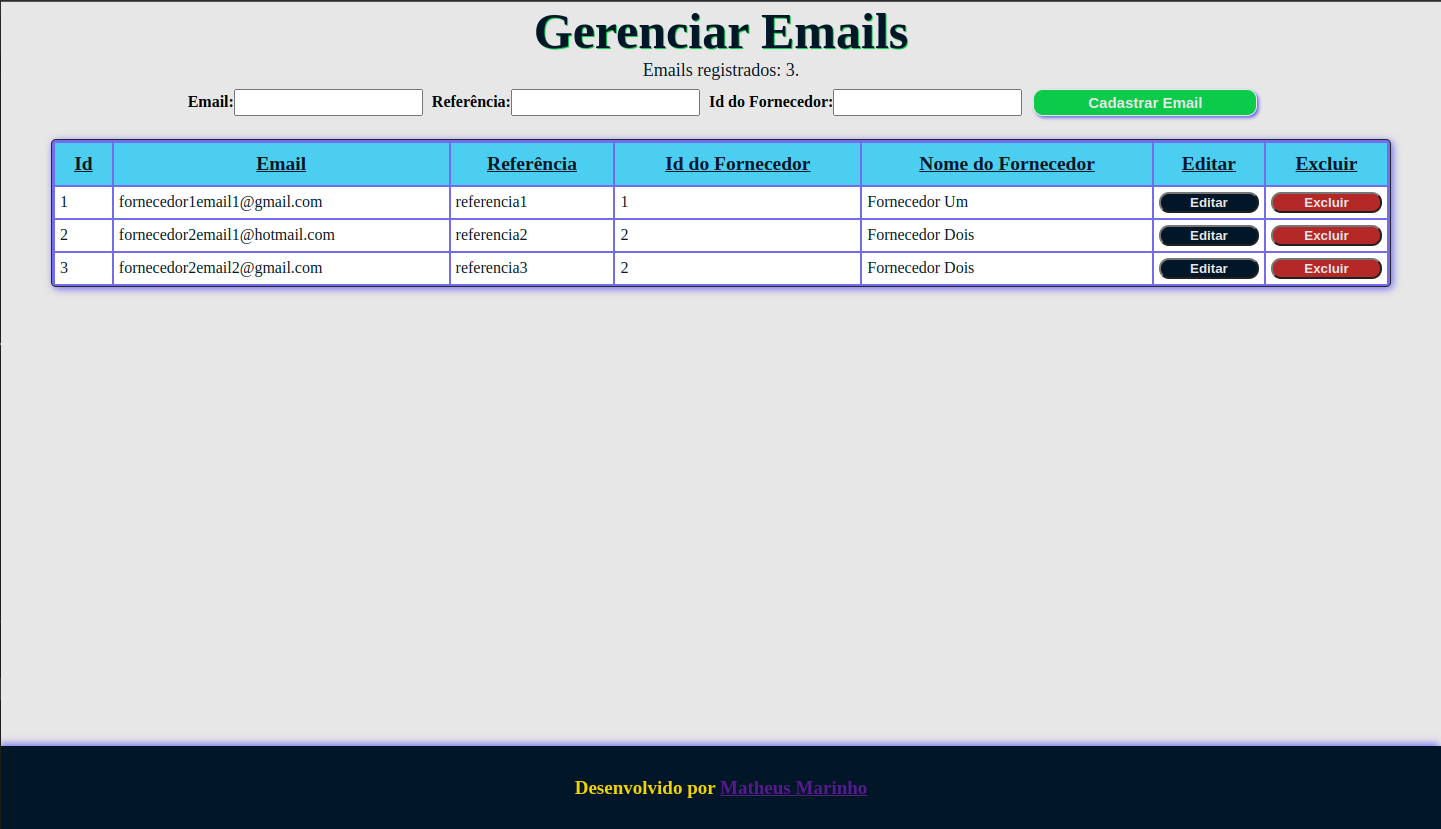 Gerenciar Emails
Emails registrados: 3.
Email: Referência: Id do Fornecedor: Cadastrar Email
Id Email Referência Id do Fornecedor Nome do Fornecedor Editar Excluir
1 fornecedor1email1@gmail.com referencia1 1 Fornecedor Um Editar Excluir
2 fornecedor2email1@hotmail.com referencia2 2 Fornecedor Dois Editar Excluir
3 fornecedor2email2@gmail.com referencia3 2 Fornecedor Dois Editar Excluir
Desenvolvido por Matheus Marinho